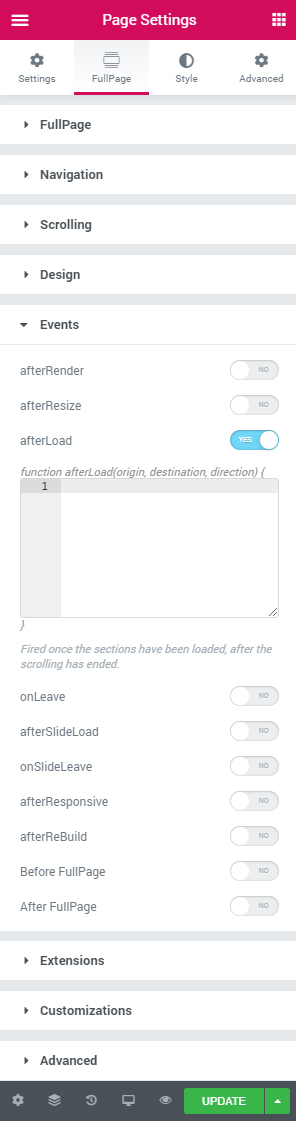 Page Settings
Settings
FullPage
Style
Advanced
FullPage
Navigation
Scrolling
Design
Events
afterRender NO
afterResize NO
afterLoad YES
function afterLoad(origin, destination, direction) {
1
}
Fired once the sections have been loaded, after the
scrolling has ended.
onLeave NO
afterSlideLoad NO
onSlideLeave NO
afterResponsive NO
afterReBuild NO
Before FullPage NO
After FullPage NO
Extensions
Customizations
Advanced
UPDATE